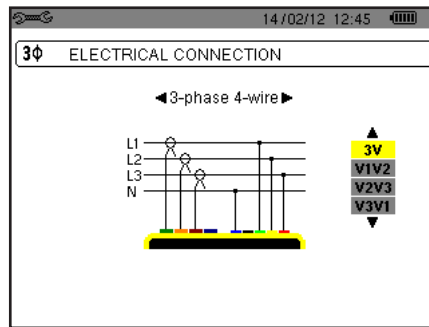 14/02/12 12:45
3ϕ ELECTRICAL CONNECTION
◄3-phase 4-wire►
L1
L2
L3
N
3V
V1V2
V2V3
V3V1